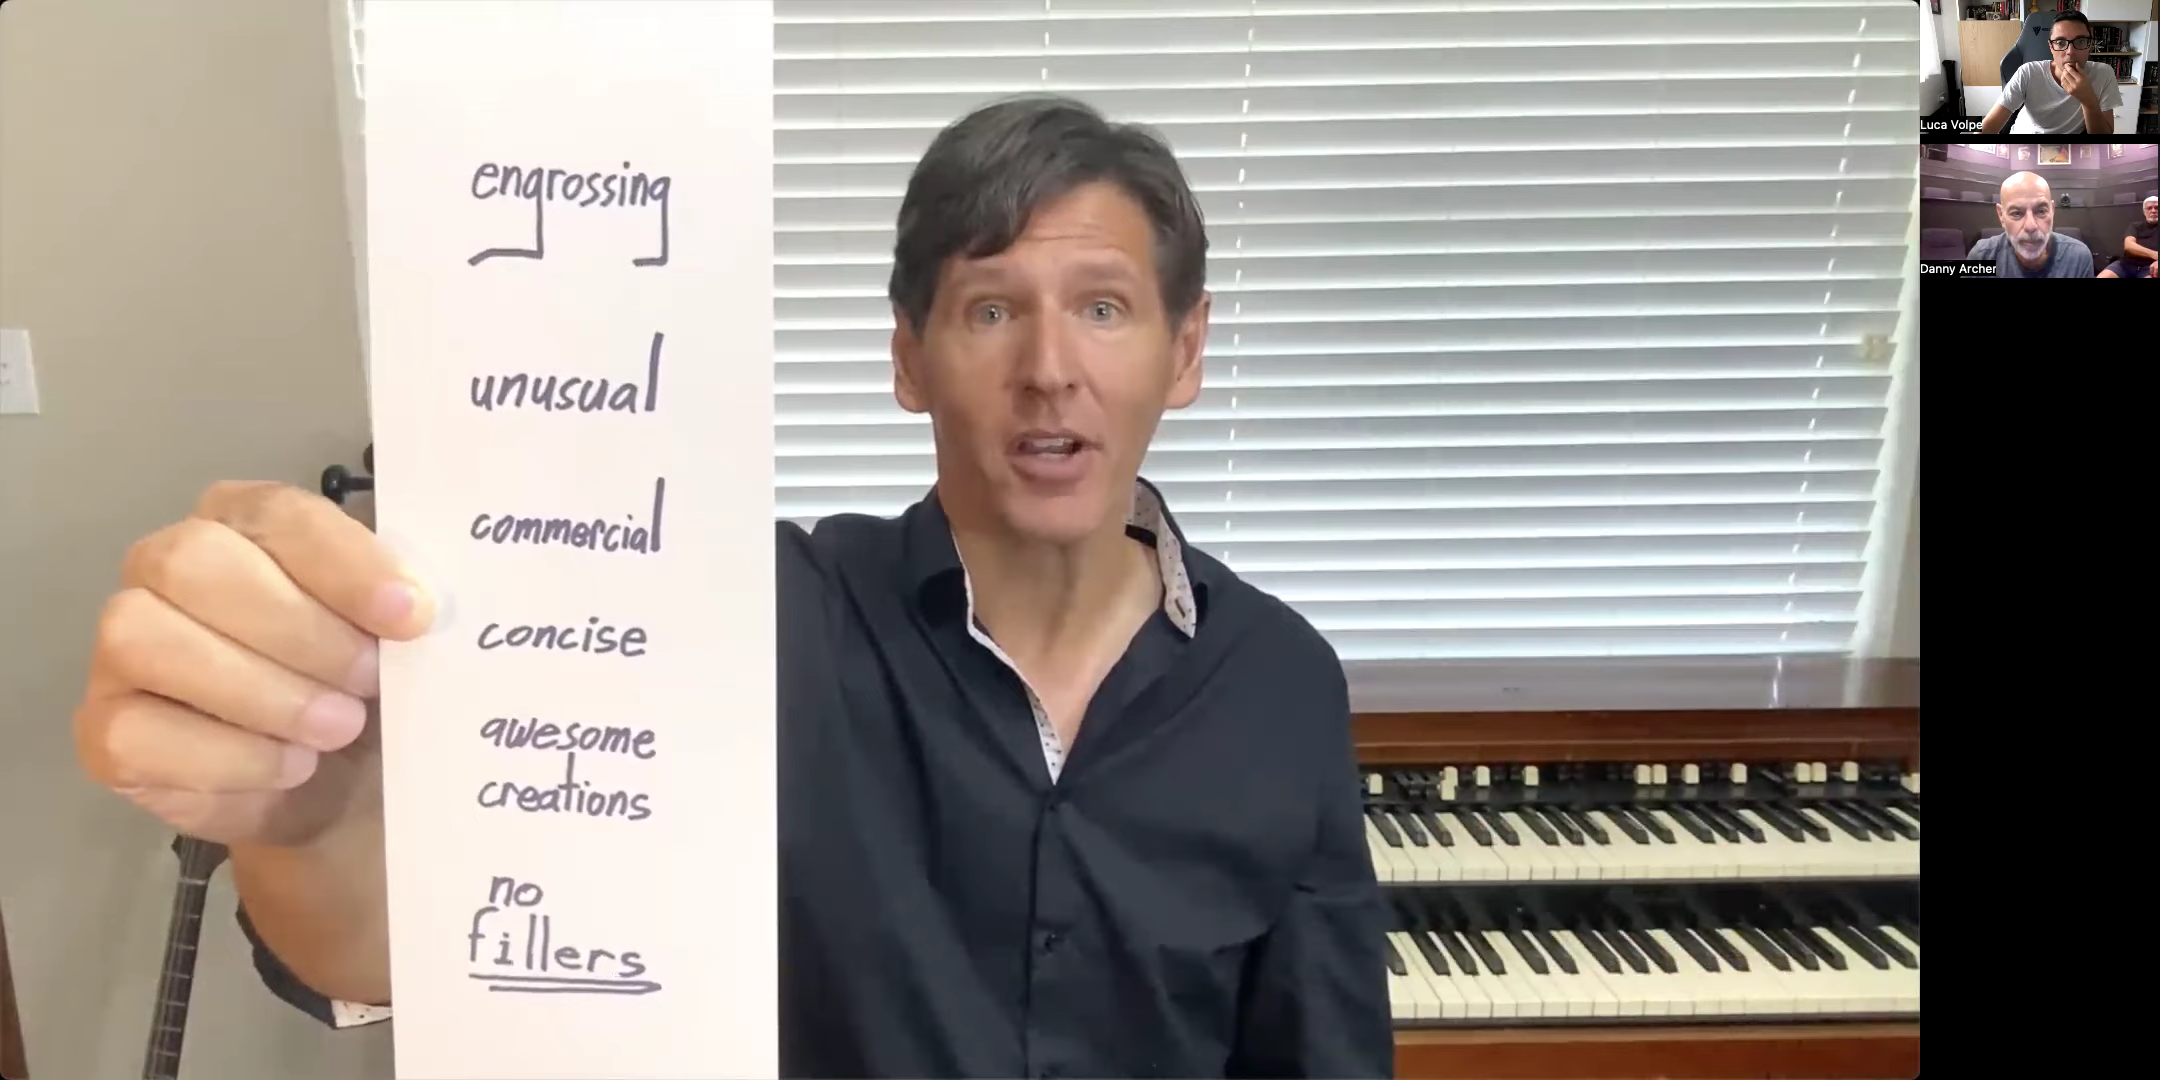 engrossing
unusual
commercial
concise
awesome
creations
no
fillers
Luca Volpe
Danny Archer